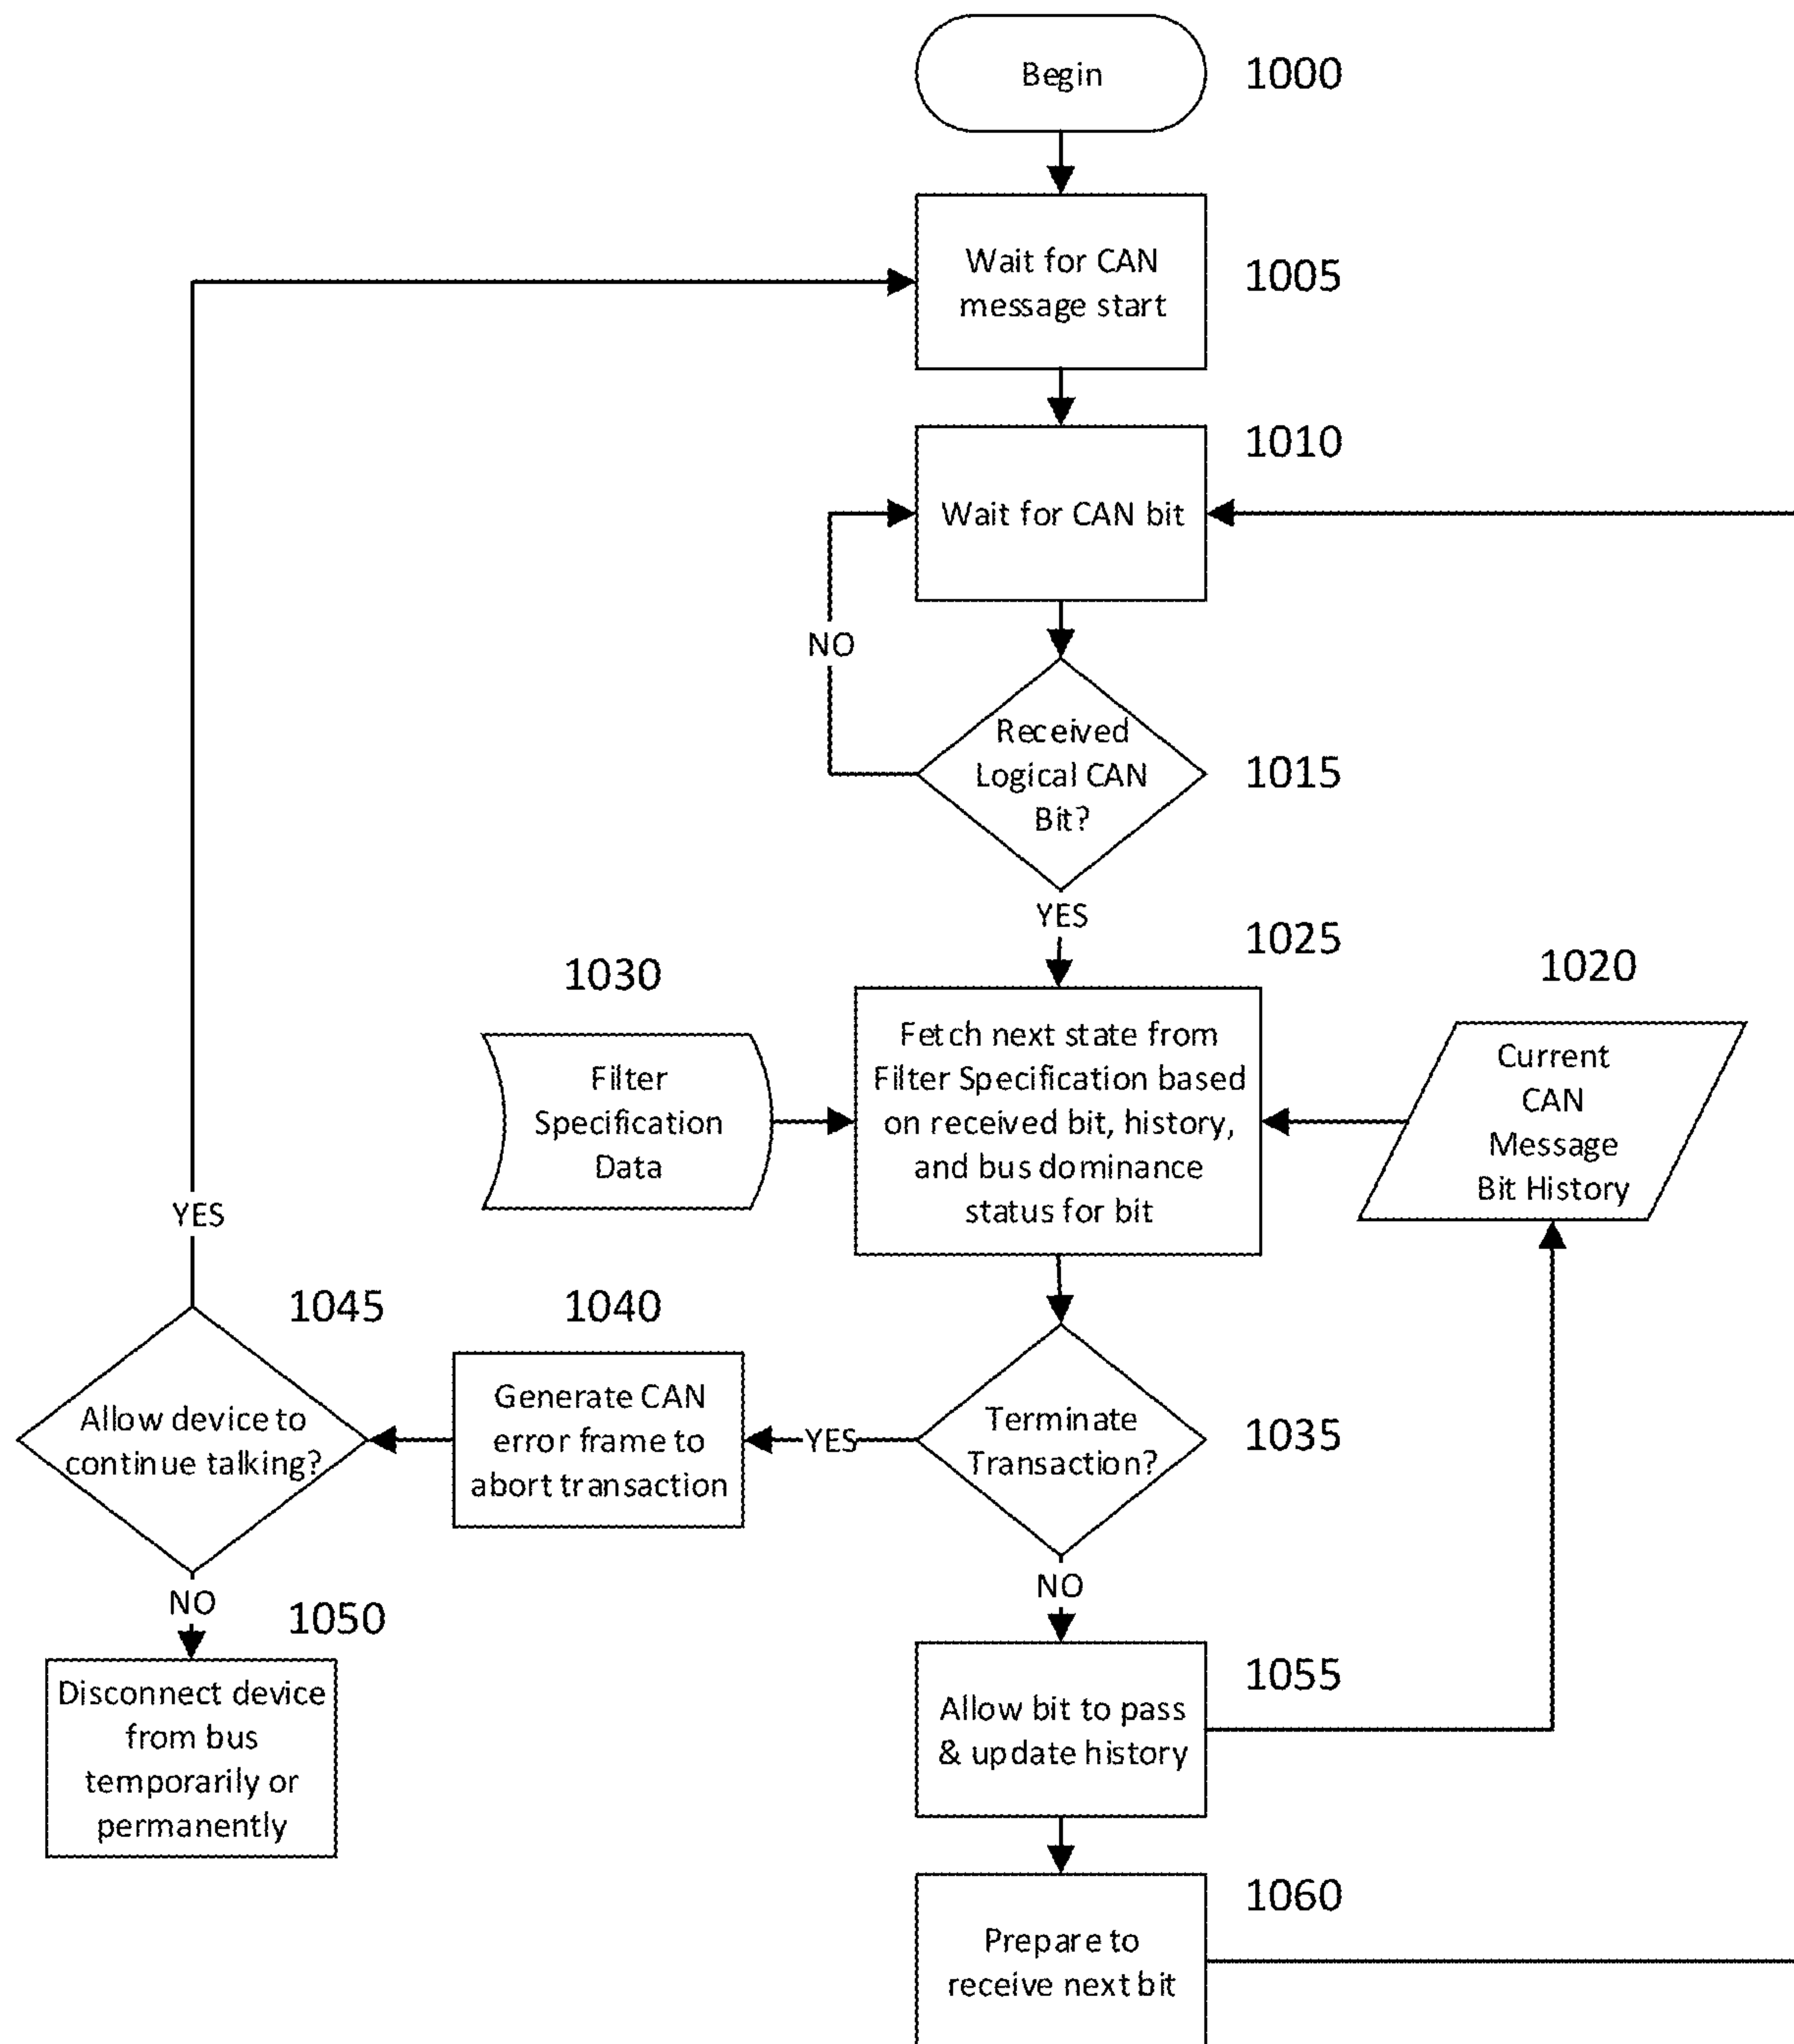 Begin
1000
Wait for CAN
message start
1005
1010
Wait for CAN bit
NO
Received
Logical CAN
Bit?
1015
YES
1025
1030
1020
Filter
Specification
Data
Fetch next state from
Filter Specification based
on received bit, history,
and bus dominance
status for bit
Current
CAN
Message
Bit History
YES
1045
1040
Allow device to
continue talking?
Generate CAN
error frame to
abort transaction
YES
Terminate
Transaction?
1035
NO
1050
NO
Disconnect device
from bus
temporarily or
permanently
1055
Allow bit to pass
& update history
1060
Prepare to
receive next bit